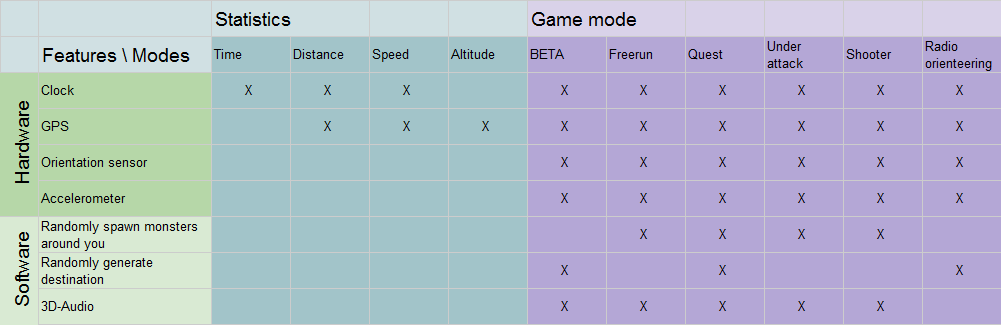 Statistics Game mode
Features \ Modes Time Distance Speed Altitude BETA Freerun Quest Under attack Shooter Radio orienteering
Hardware
Clock X X X X X X X X X
GPS X X X X X X X X X
Orientation sensor X X X X X X
Accelerometer X X X X X X
Software
Randomly spawn monsters
around you X X X X
Randomly generate
destination X X X
3D-Audio X X X X X